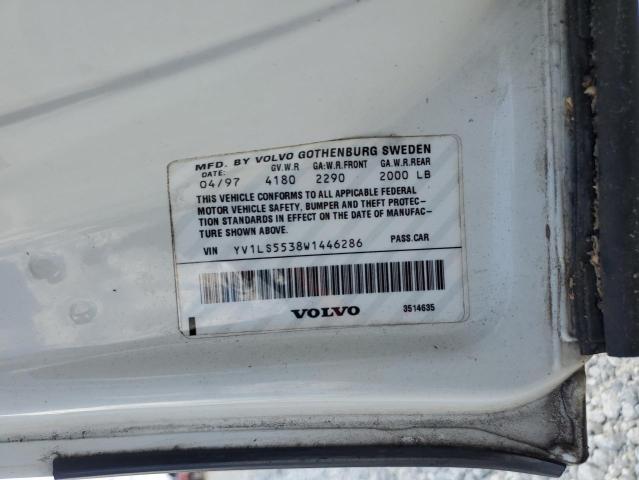 MFD. BY VOLVO GOTHENBURG SWEDEN
DATE: GV.W.R GA.W.R.FRONT GA.W.R.REAR
04/97 4180 2290 2000 LB
THIS VEHICLE CONFORMS TO ALL APPLICABLE FEDERAL
MOTOR VEHICLE SAFETY, BUMPER AND THEFT PROTEC-
TION STANDARDS IN EFFECT ON THE DATE OF MANUFAC-
TURE SHOWN ABOVE.
VIN YV1LS5538W1446286 PASS.CAR
VOLVO 3514635